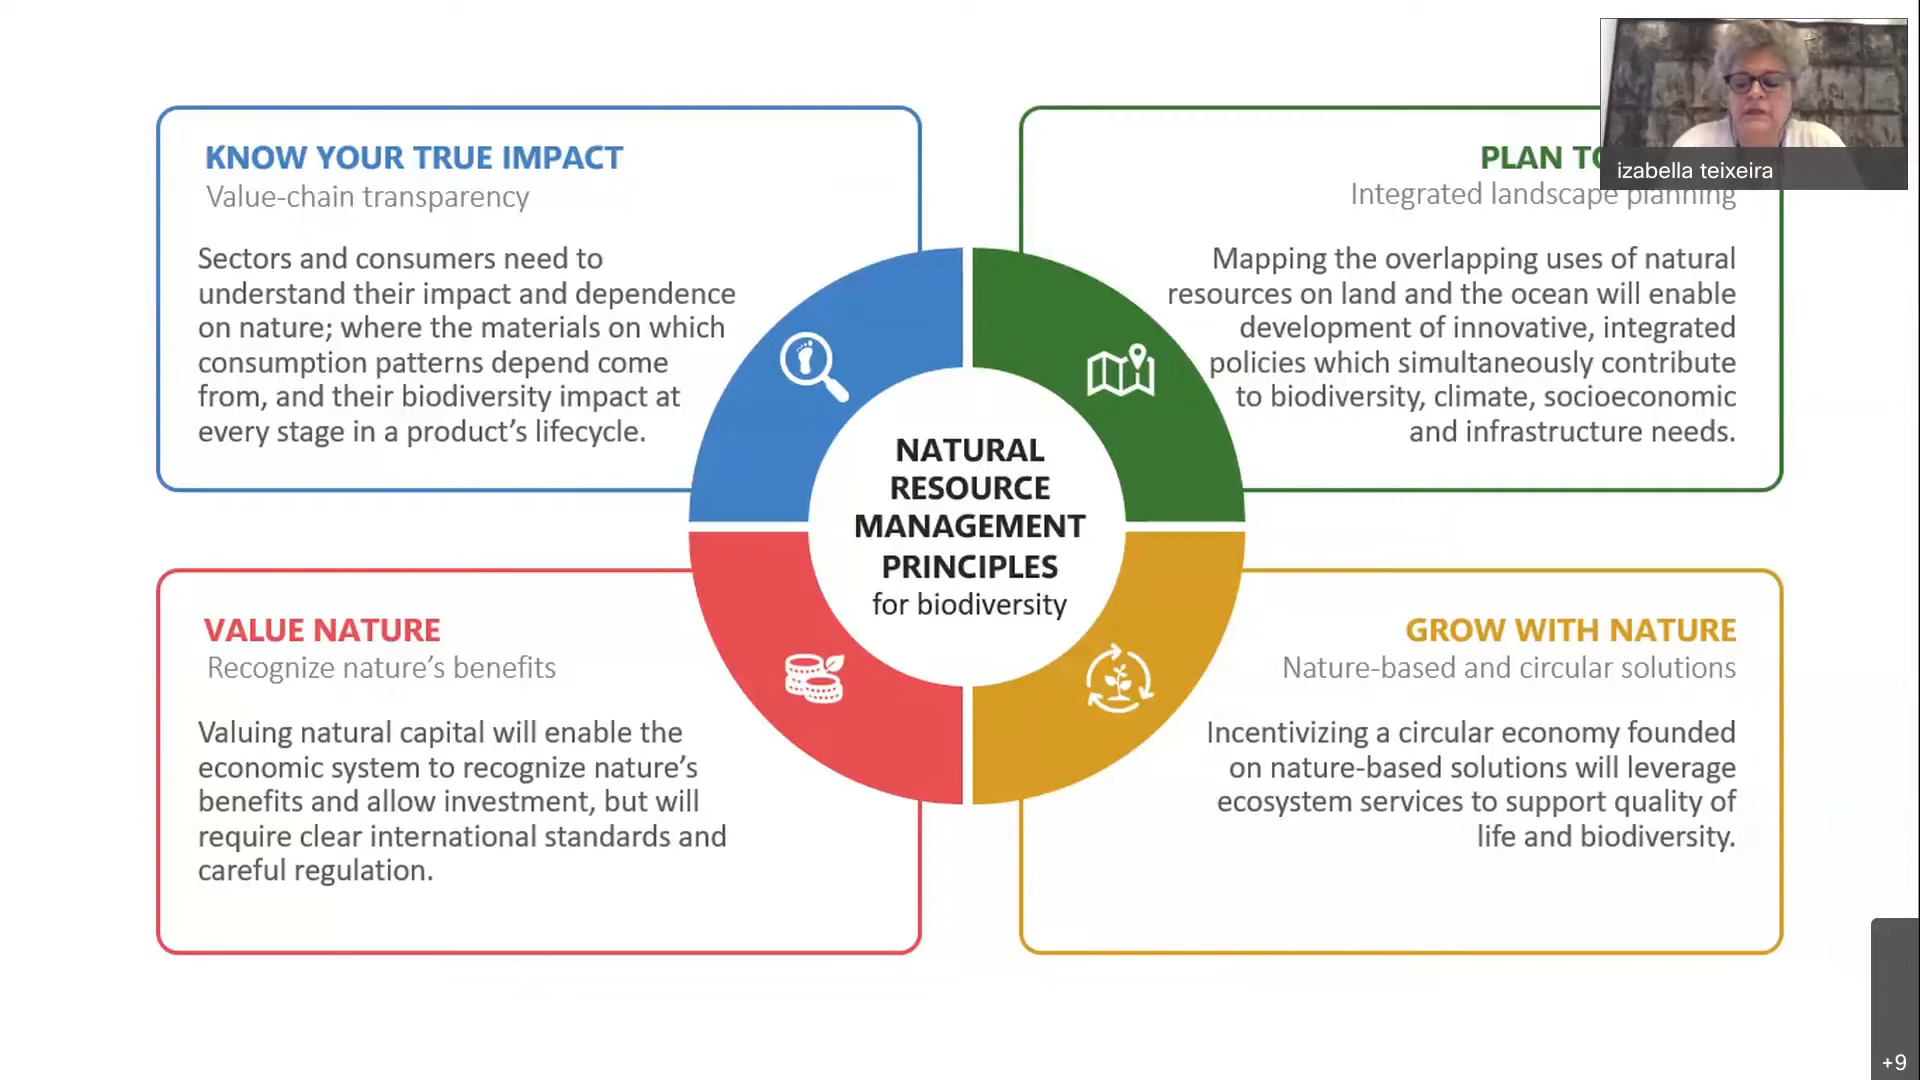 KNOW YOUR TRUE IMPACT
Value-chain transparency
Sectors and consumers need to
understand their impact and dependence
on nature; where the materials on which
consumption patterns depend come
from, and their biodiversity impact at
every stage in a product's lifecycle.
PLAN
Integrated landscape planning
Mapping the overlapping uses of natural
resources on land and the ocean will enable
development of innovative, integrated
policies which simultaneously contribute
to biodiversity, climate, socioeconomic
and infrastructure needs.
izabella teixeira
NATURAL
RESOURCE
MANAGEMENT
PRINCIPLES
for biodiversity
VALUE NATURE
Recognize nature's benefits
Valuing natural capital will enable the
economic system to recognize nature's
benefits and allow investment, but will
require clear international standards and
careful regulation.
GROW WITH NATURE
Nature-based and circular solutions
Incentivizing a circular economy founded
on nature-based solutions will leverage
ecosystem services to support quality of
life and biodiversity.
+9